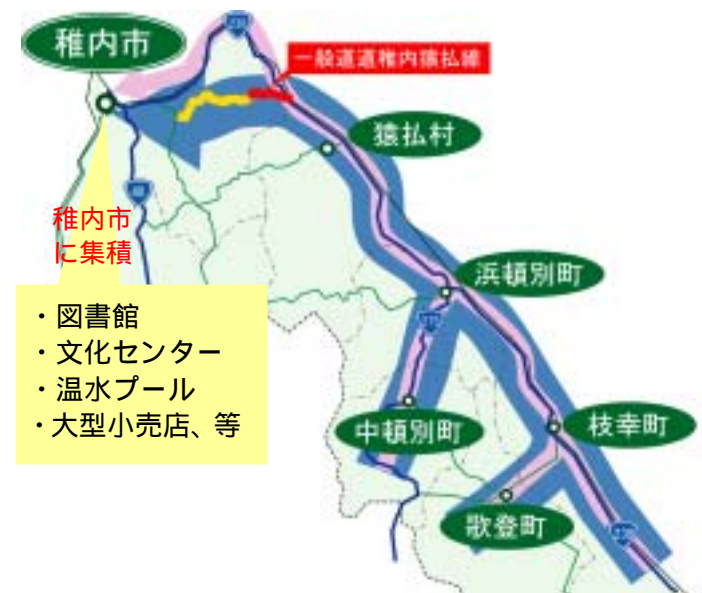 稚内市
一般道道稚内猿払線
猿払村
稚内市
に集積
浜頓別町
・図書館
・文化センター
・温水プール
・大型小売店、等
中頓別町
枝幸町
歌登町